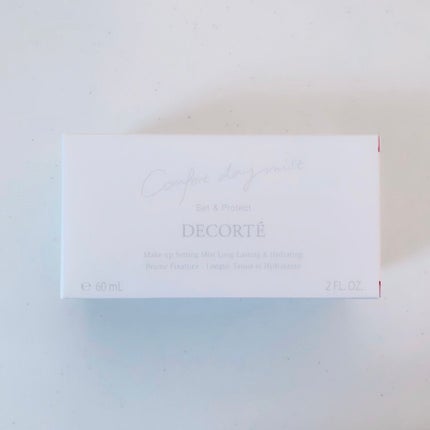 Comfort day mist
Set & Protect
DECORTÉ
Make-up Setting Mist Long Lasting & Hydrating
Brume Fixatrice - Longue Tenue et Hydratante
℮ 60 mL
2 FL. OZ.